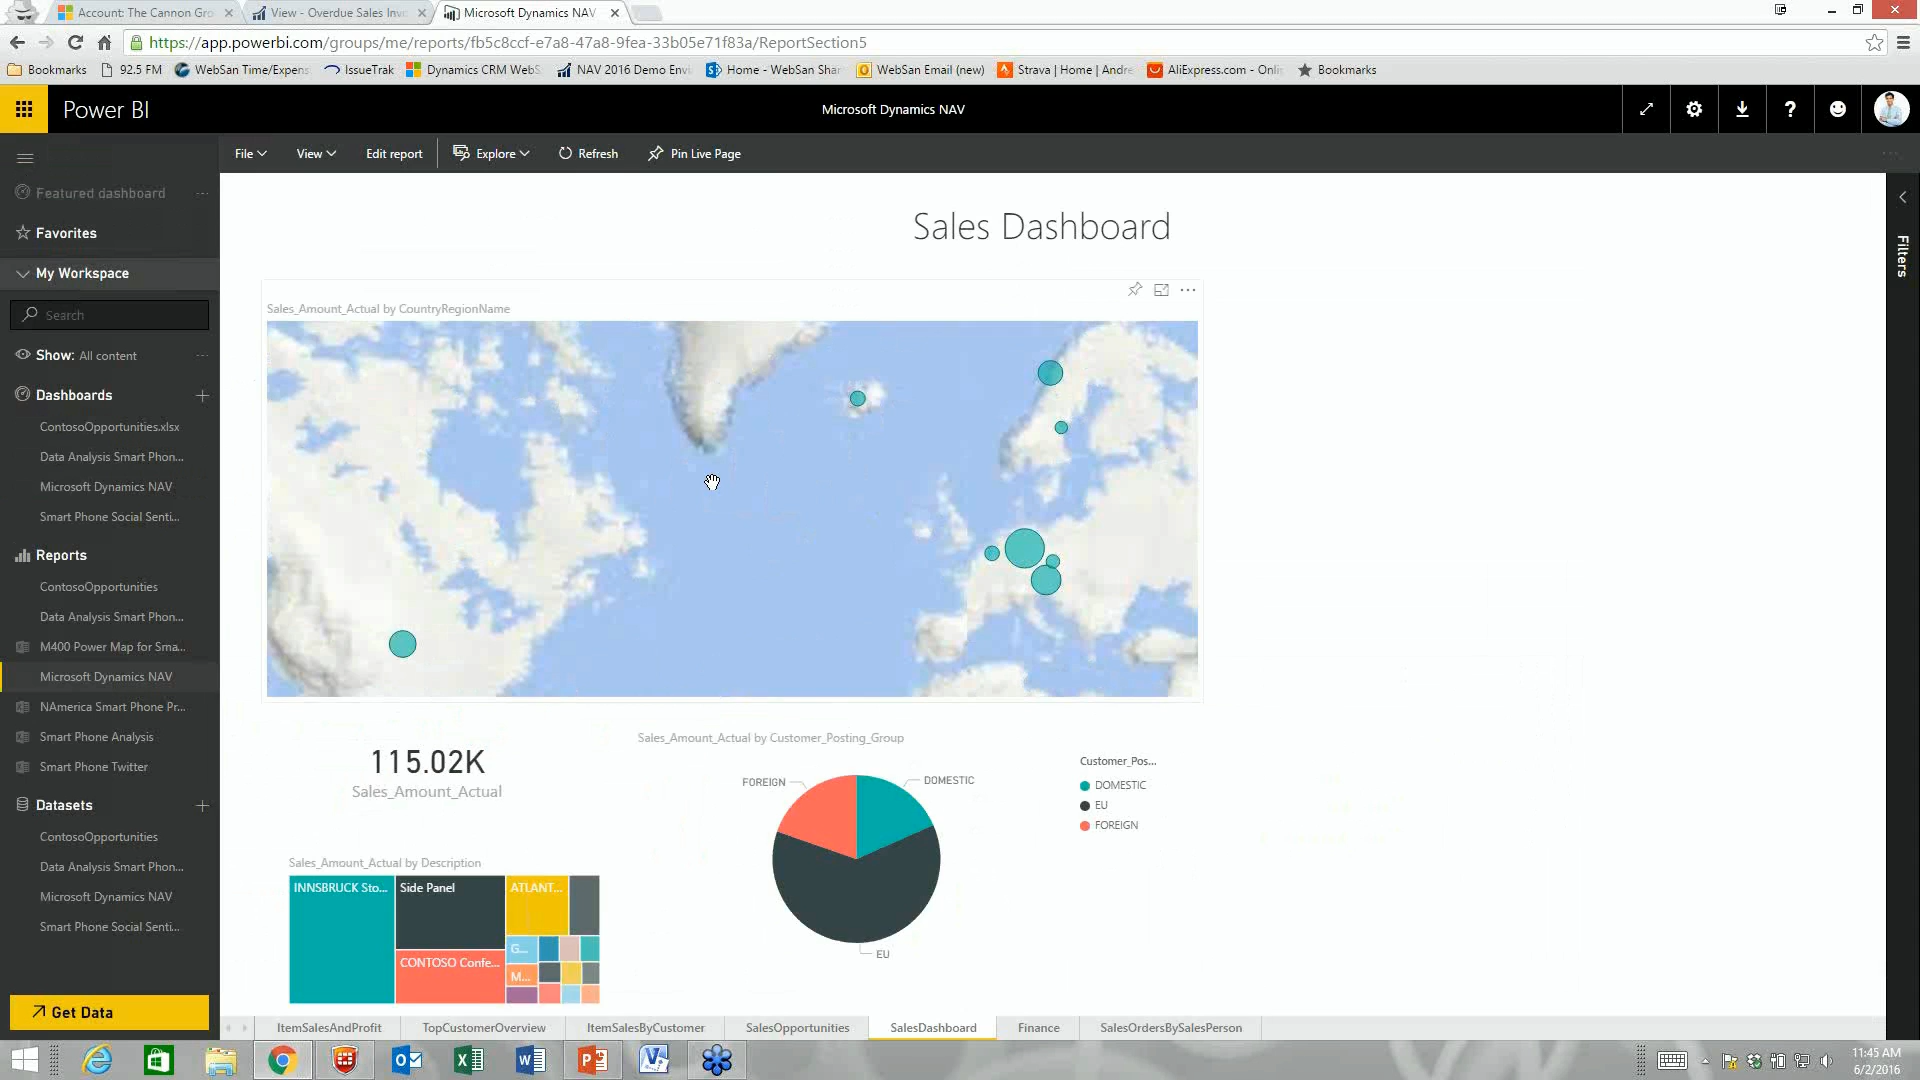 Account: The Cannon Gro
View - Overdue Sales Invo
Microsoft Dynamics NAV
https://app.powerbi.com/groups/me/reports/fb5c8ccf-e7a8-47a8-9fea-33b05e71f83a/ReportSection5
Bookmarks
92.5 FM
WebSan Time/Expens
IssueTrak
Dynamics CRM WebS
NAV 2016 Demo Envi
Home - WebSan Shar
WebSan Email (new)
Strava | Home | Andre
AliExpress.com - Onli
Bookmarks
Power BI
Microsoft Dynamics NAV
File
View
Edit report
Explore
Refresh
Pin Live Page
Featured dashboard
Favorites
My Workspace
Search
Show: All content
Dashboards
ContosoOpportunities.xlsx
Data Analysis Smart Phon...
Microsoft Dynamics NAV
Smart Phone Social Senti...
Reports
ContosoOpportunities
Data Analysis Smart Phon...
M400 Power Map for Sma...
Microsoft Dynamics NAV
NAmerica Smart Phone Pr...
Smart Phone Analysis
Smart Phone Twitter
Datasets
ContosoOpportunities
Data Analysis Smart Phon...
Microsoft Dynamics NAV
Smart Phone Social Senti...
Get Data
Sales Dashboard
Sales_Amount_Actual by CountryRegionName
115.02K
Sales_Amount_Actual
Sales_Amount_Actual by Customer_Posting_Group
FOREIGN
DOMESTIC
EU
Customer_Pos...
DOMESTIC
EU
FOREIGN
Sales_Amount_Actual by Description
INNSBRUCK Sto...
Side Panel
ATLANT...
CONTOSO Confe...
G...
M...
Filters
ItemSalesAndProfit
TopCustomerOverview
ItemSalesByCustomer
SalesOpportunities
SalesDashboard
Finance
SalesOrdersBySalesPerson
11:45 AM
6/2/2016